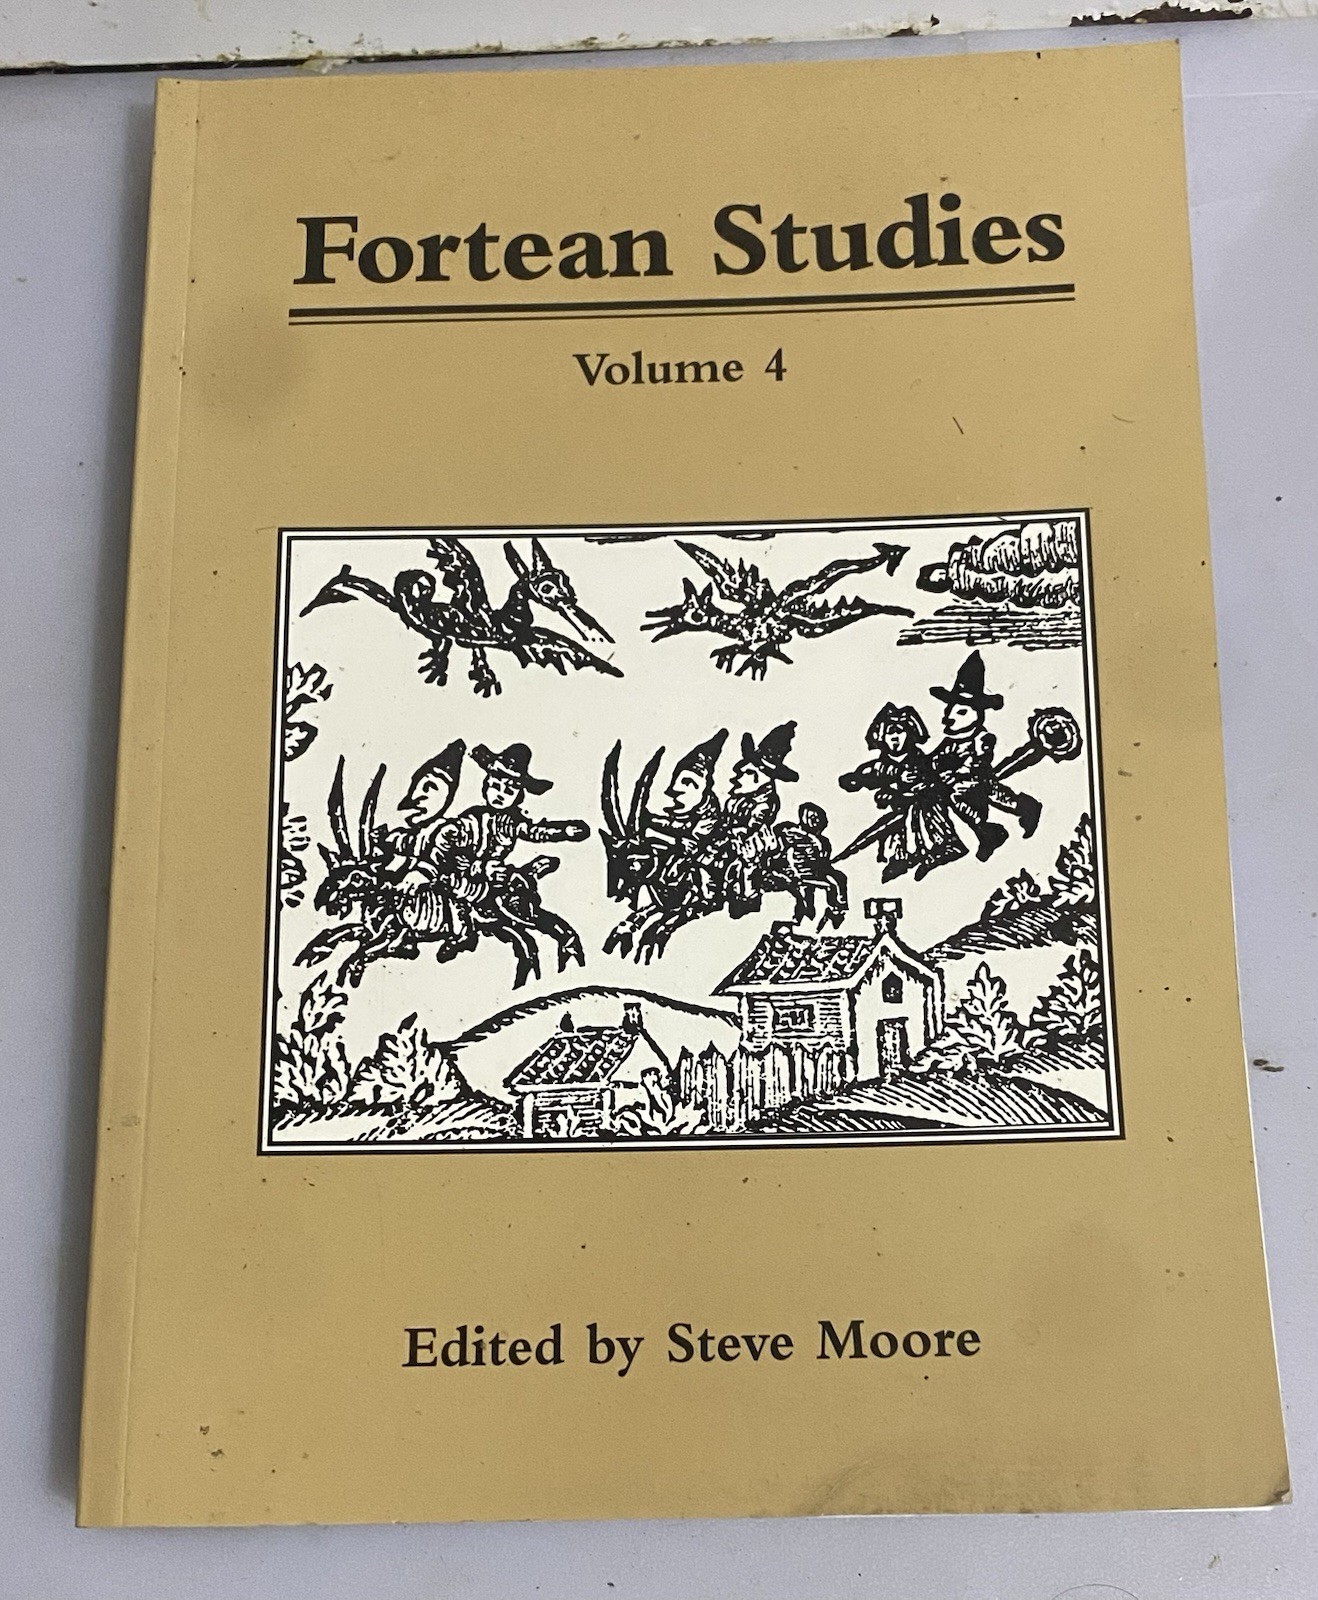 Fortean Studies
Volume 4
Edited by Steve Moore